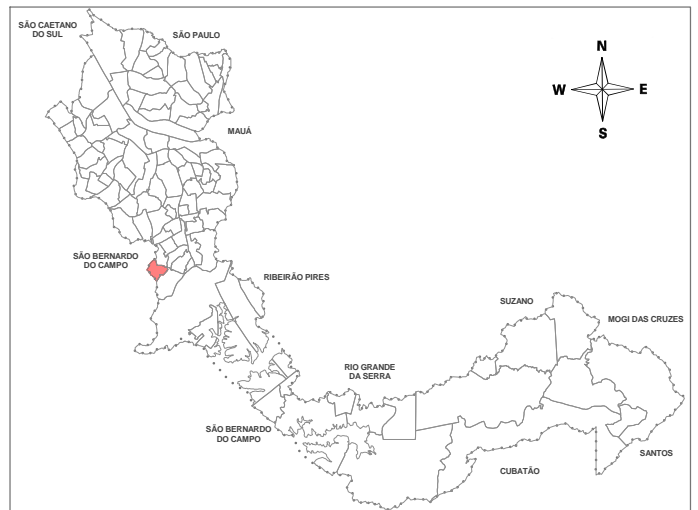 SÃO CAETANO
DO SUL
SÃO PAULO
N
W
E
S
MAUÁ
SÃO BERNARDO
DO CAMPO
RIBEIRÃO PIRES
SUZANO
MOGI DAS CRUZES
RIO GRANDE
DA SERRA
SÃO BERNARDO
DO CAMPO
SANTOS
CUBATÃO